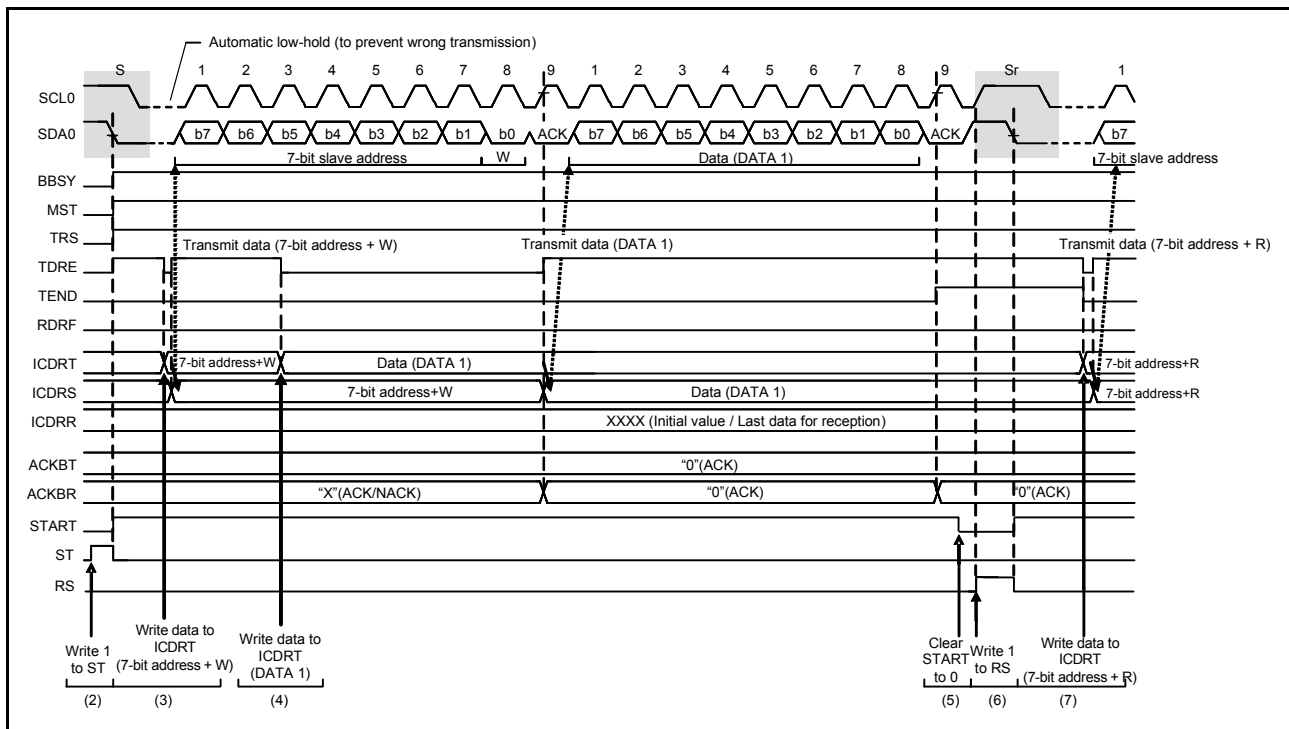 Automatic low-hold (to prevent wrong transmission)
S 1 2 3 4 5 6 7 8 9 1 2 3 4 5 6 7 8 9 Sr 1
SCL0
SDA0 b7 b6 b5 b4 b3 b2 b1 b0 ACK b7 b6 b5 b4 b3 b2 b1 b0 ACK b7
7-bit slave address W Data (DATA 1) 7-bit slave address
BBSY
MST
TRS
Transmit data (7-bit address + W) Transmit data (DATA 1) Transmit data (7-bit address + R)
TDRE
TEND
RDRF
ICDRT 7-bit address+W Data (DATA 1) 7-bit address+R
ICDRS 7-bit address+W Data (DATA 1) 7-bit address+R
ICDRR XXXX (Initial value / Last data for reception)
ACKBT "0"(ACK)
ACKBR "X"(ACK/NACK) "0"(ACK) "0"(ACK)
START
ST
RS
Write 1
to ST
Write data to
ICDRT
(7-bit address + W)
Write data to
ICDRT
(DATA 1)
Clear
START
to 0
Write 1
to RS
Write data to
ICDRT
(7-bit address + R)
(2) (3) (4) (5) (6) (7)